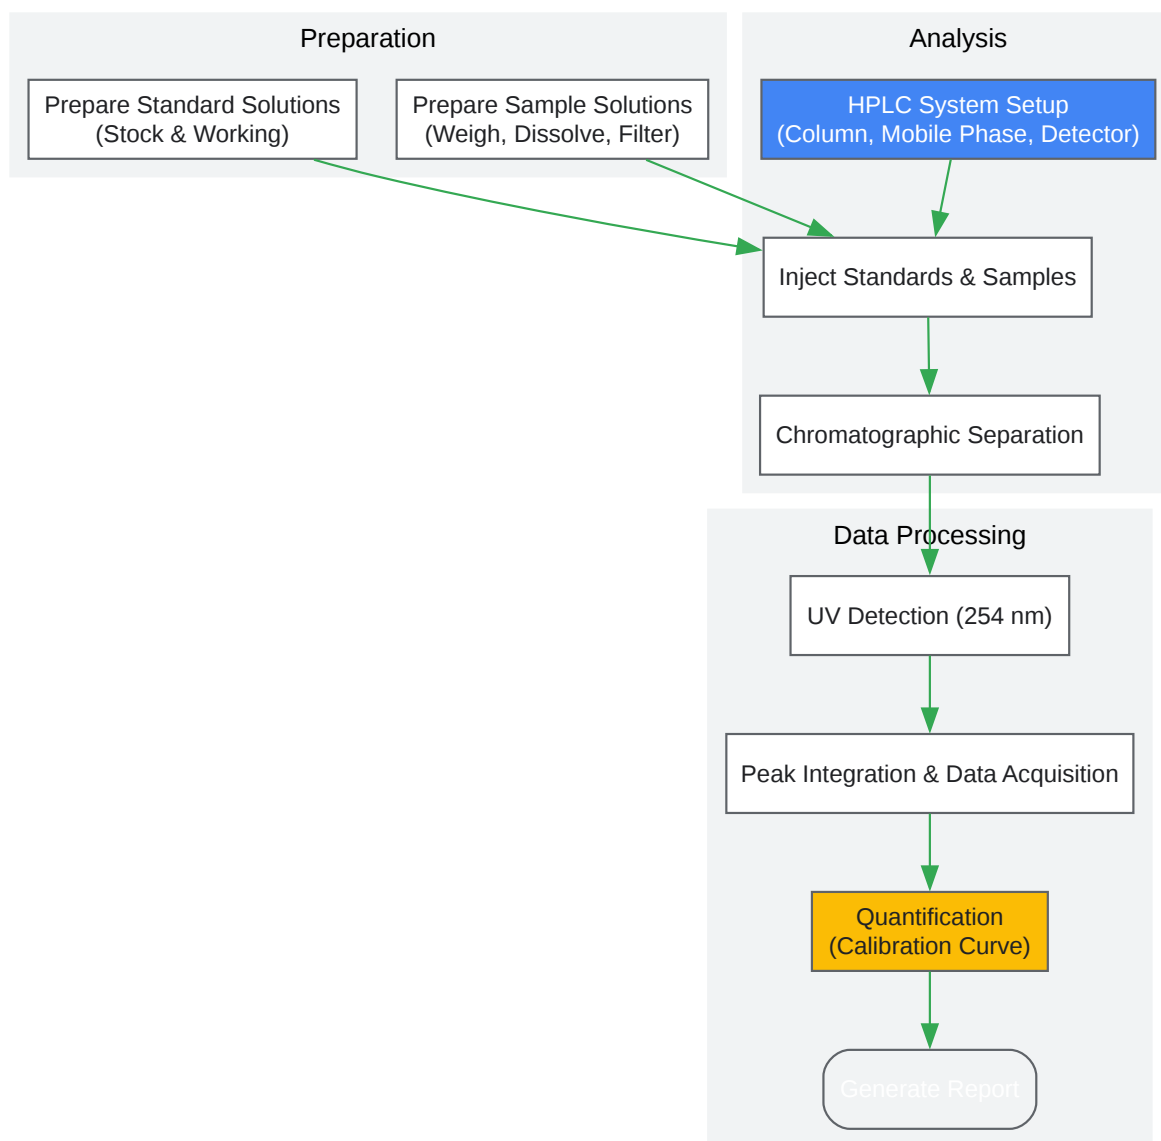 Preparation
Prepare Standard Solutions
(Stock & Working)
Prepare Sample Solutions
(Weigh, Dissolve, Filter)
Analysis
HPLC System Setup
(Column, Mobile Phase, Detector)
Inject Standards & Samples
Chromatographic Separation
Data Processing
UV Detection (254 nm)
Peak Integration & Data Acquisition
Quantification
(Calibration Curve)
Generate Report